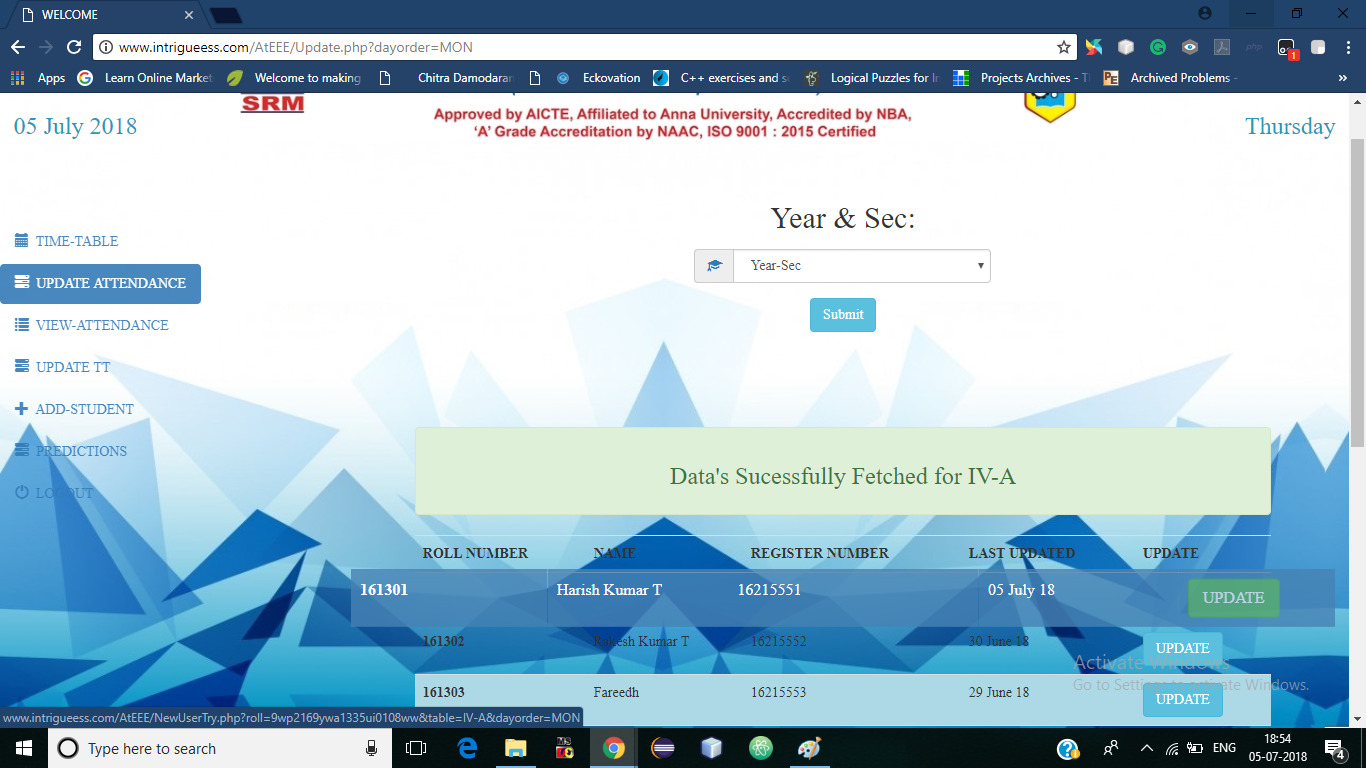 WELCOME
www.intrigueess.com/AtEEE/Update.php?dayorder=MON
Apps Learn Online Market Welcome to making Chitra Damodaran Eckovation C++ exercises and so Logical Puzzles for In Projects Archives - Archived Problems -
SRM
Approved by AICTE, Affiliated to Anna University, Accredited by NBA,
'A' Grade Accreditation by NAAC, ISO 9001 : 2015 Certified
05 July 2018
Thursday
Year & Sec:
Year-Sec
Submit
TIME-TABLE
UPDATE ATTENDANCE
VIEW-ATTENDANCE
UPDATE TT
ADD-STUDENT
PREDICTIONS
LOGOUT
Data's Sucessfully Fetched for IV-A
ROLL NUMBER NAME REGISTER NUMBER LAST UPDATED UPDATE
161301 Harish Kumar T 16215551 05 July 18 UPDATE
161302 Rakesh Kumar T 16215552 30 June 18 UPDATE
161303 Fareedh 16215553 29 June 18 UPDATE
Activate Windows
Go to Settings to activate Windows.
www.intrigueess.com/AtEEE/NewUserTry.php?roll=9wp2169ywa1335ui0108ww&table=IV-A&dayorder=MON
Type here to search
ENG
18:54
05-07-2018
4